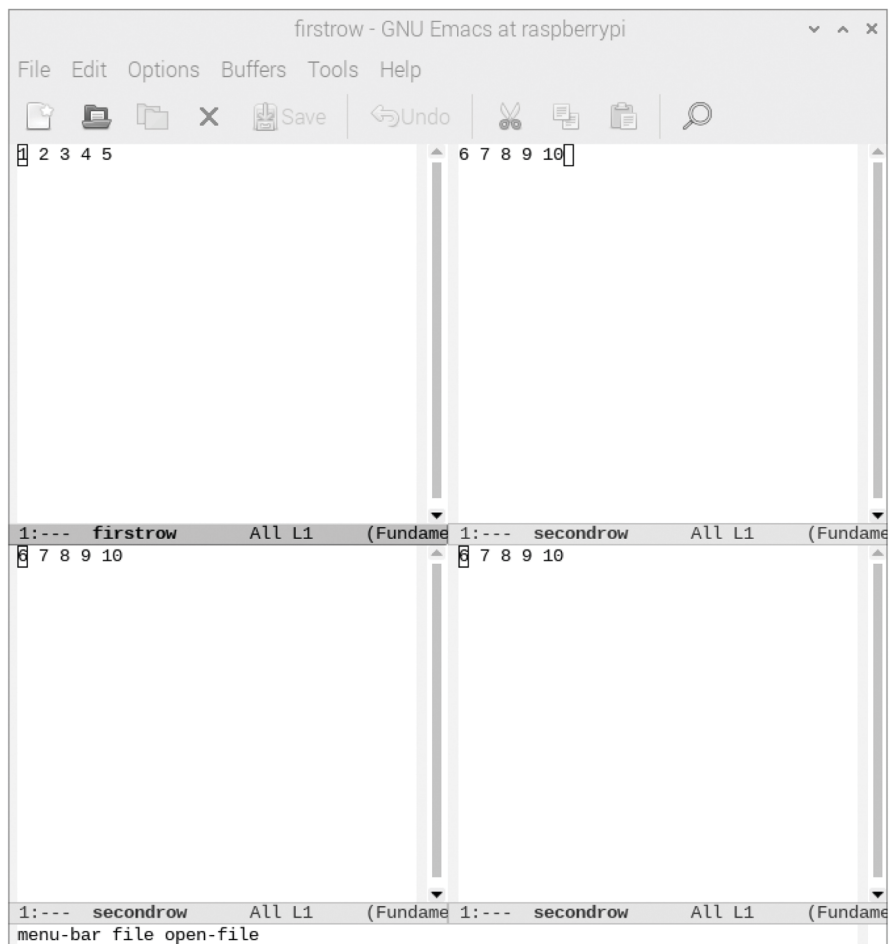 firstrow - GNU Emacs at raspberrypi
File Edit Options Buffers Tools Help
Save Undo
1 2 3 4 5
6 7 8 9 10
1:--- firstrow All L1 (Fundame
1:--- secondrow All L1 (Fundame
6 7 8 9 10
6 7 8 9 10
1:--- secondrow All L1 (Fundame
1:--- secondrow All L1 (Fundame
menu-bar file open-file